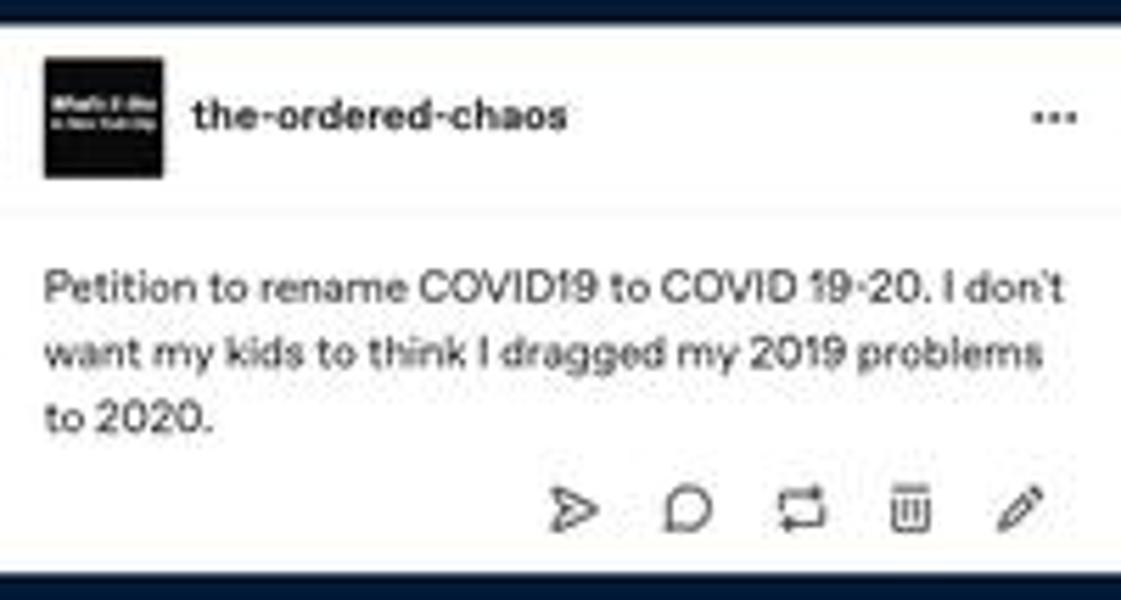 the-ordered-chaos
Petition to rename COVID19 to COVID 19-20. I don't
want my kids to think I dragged my 2019 problems
to 2020.